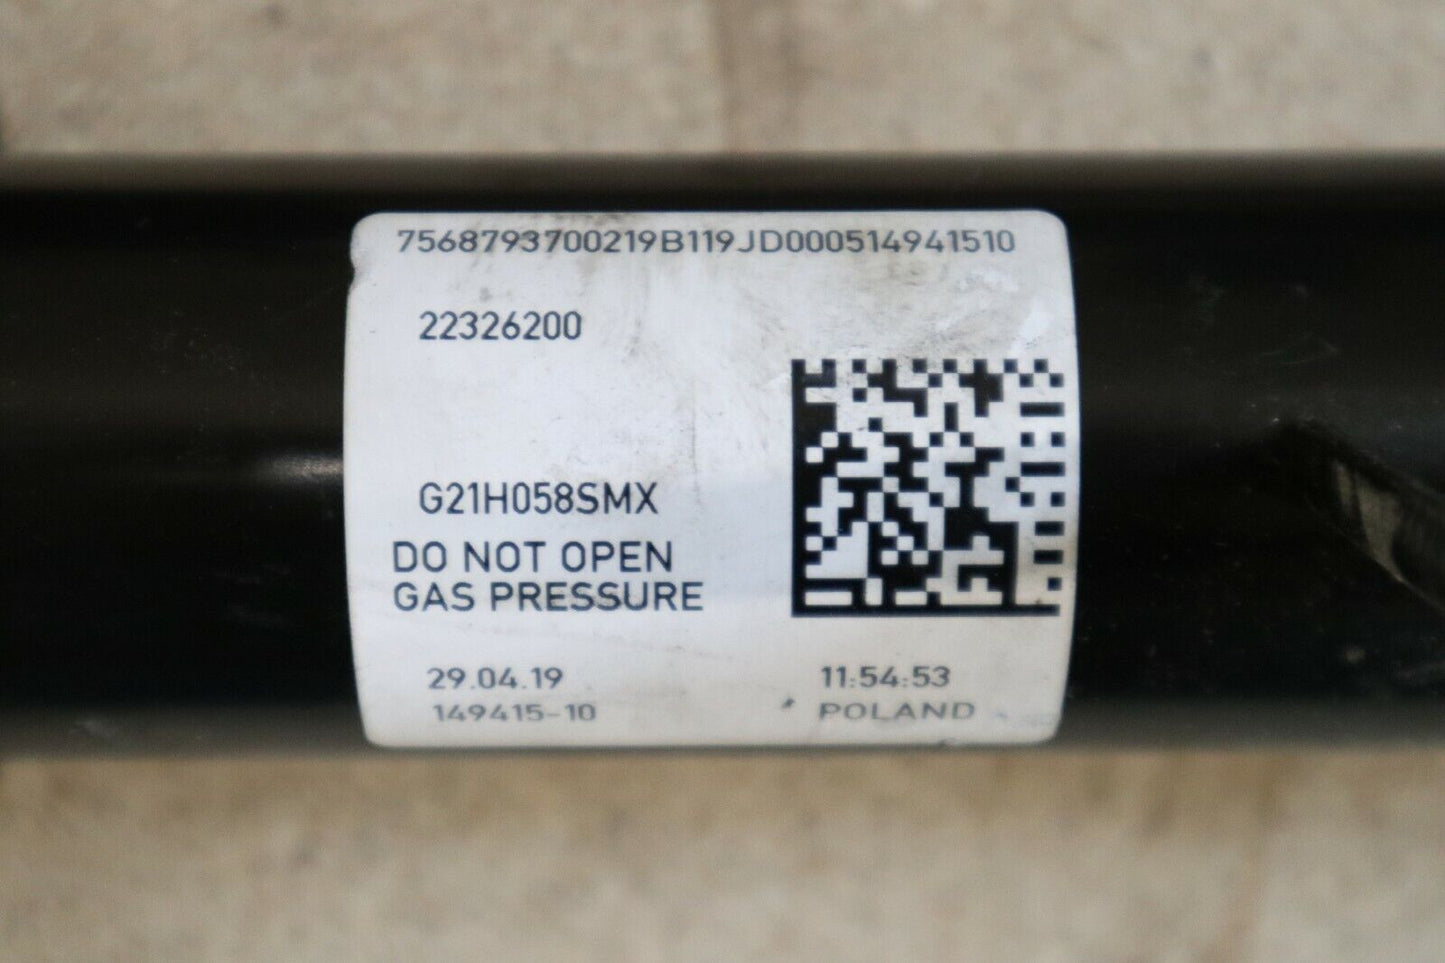 7568793700219B119JD000514941510
22326200
G21H058SMX
DO NOT OPEN
GAS PRESSURE
29.04.19 11:54:53
149415-10 POLAND